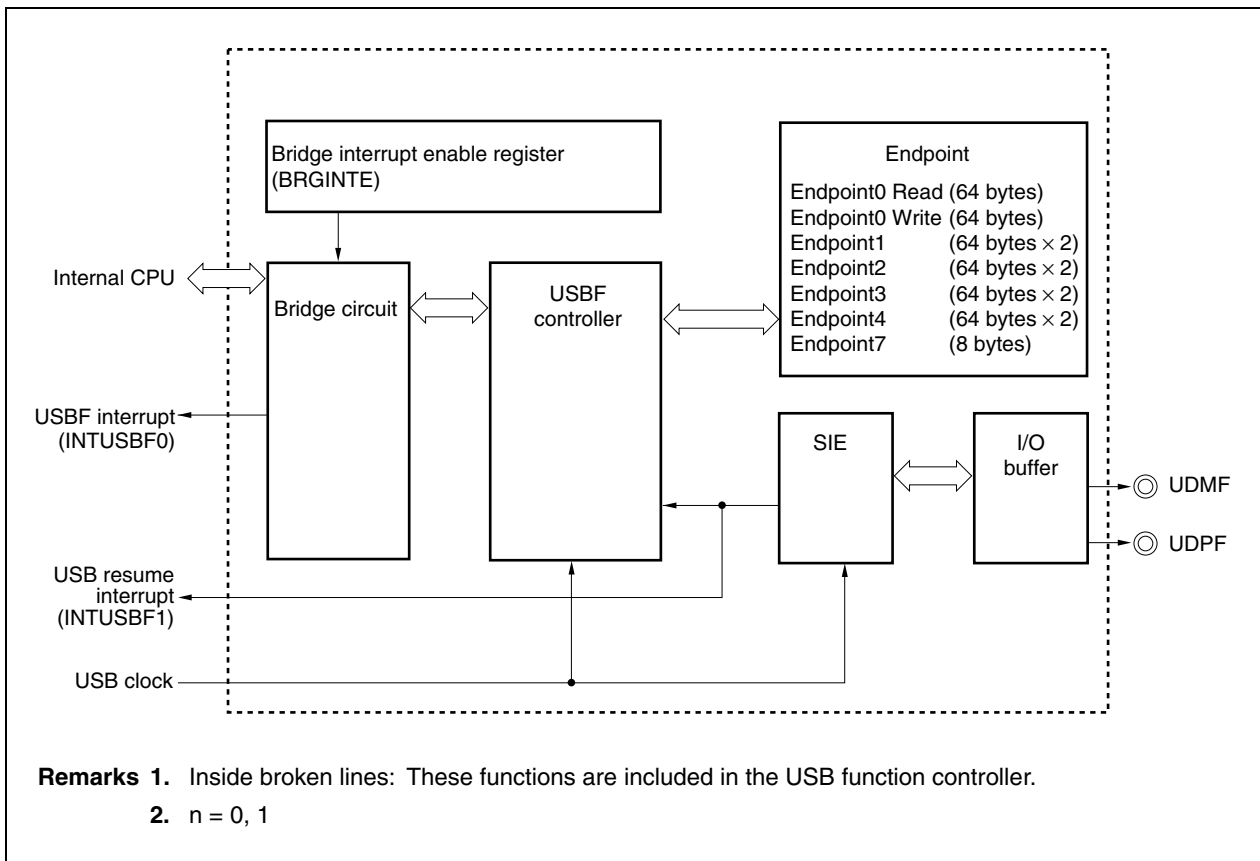 Bridge interrupt enable register
(BRGINTE)
Endpoint
Endpoint0 Read (64 bytes)
Endpoint0 Write (64 bytes)
Endpoint1 (64 bytes × 2)
Endpoint2 (64 bytes × 2)
Endpoint3 (64 bytes × 2)
Endpoint4 (64 bytes × 2)
Endpoint7 (8 bytes)
Internal CPU
Bridge circuit
USBF
controller
USBF interrupt
(INTUSBF0)
SIE
I/O
buffer
UDMF
UDPF
USB resume
interrupt
(INTUSBF1)
USB clock
Remarks 1. Inside broken lines: These functions are included in the USB function controller.
2. n = 0, 1